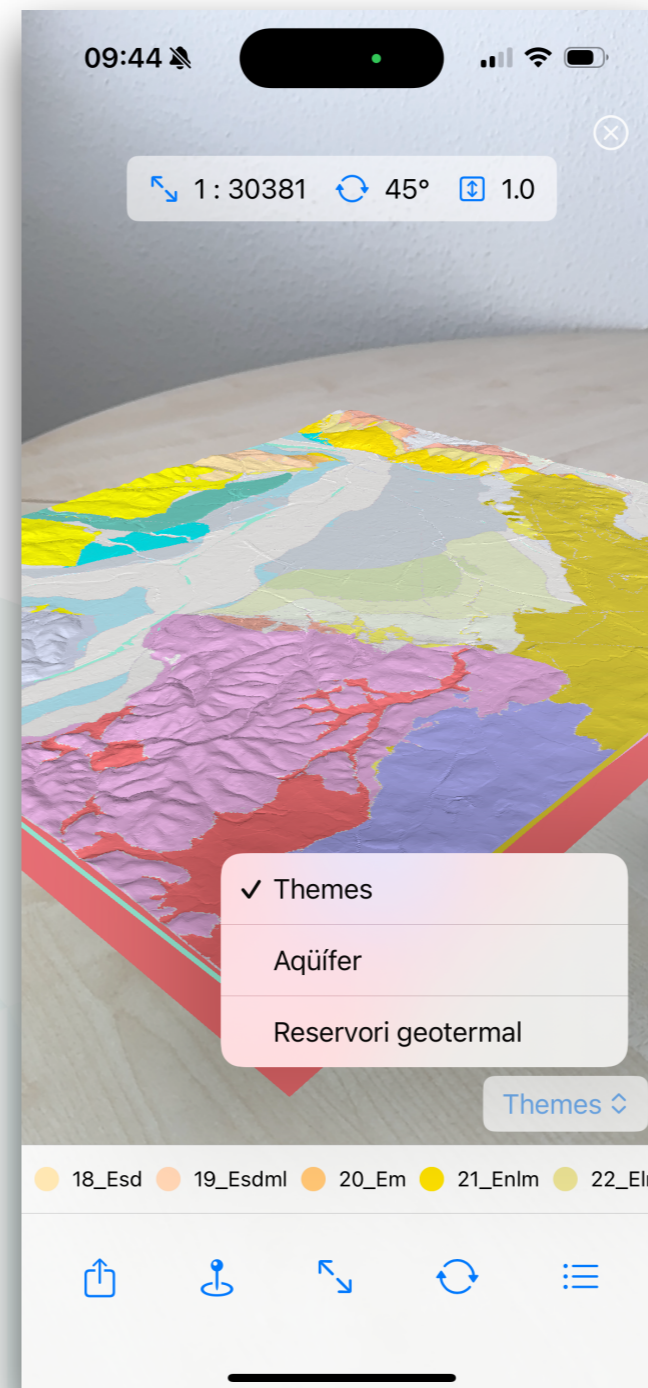 09:44
1 : 30381 45° 1.0
✓ Themes
Aqüífer
Reservori geotermal
Themes
18_Esd 19_Esdml 20_Em 21_Enlm